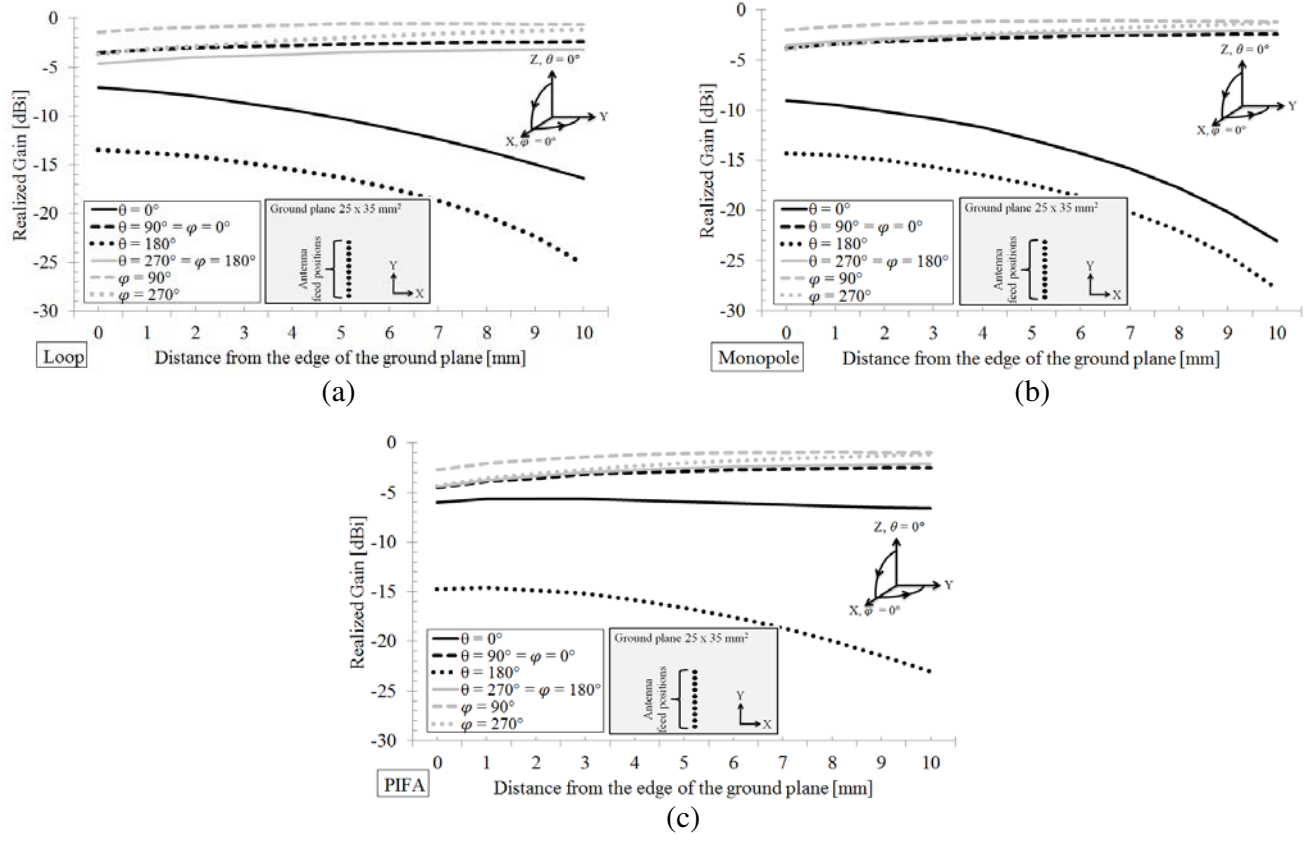 0
-5
-10
-15
-20
-25
-30
Realized Gain [dBi]
Z, θ = 0°
Y
X, φ = 0°
θ = 0°
θ = 90° = φ = 0°
θ = 180°
θ = 270° = φ = 180°
φ = 90°
φ = 270°
Ground plane 25 x 35 mm²
Antenna
feed positions
Y
X
0 1 2 3 4 5 6 7 8 9 10
Loop
Distance from the edge of the ground plane [mm]
(a)
0
-5
-10
-15
-20
-25
-30
Realized Gain [dBi]
Z, θ = 0°
Y
X, φ = 0°
θ = 0°
θ = 90° = φ = 0°
θ = 180°
θ = 270° = φ = 180°
φ = 90°
φ = 270°
Ground plane 25 x 35 mm²
Antenna
feed positions
Y
X
0 1 2 3 4 5 6 7 8 9 10
Monopole
Distance from the edge of the ground plane [mm]
(b)
0
-5
-10
-15
-20
-25
-30
Realized Gain [dBi]
Z, θ = 0°
Y
X, φ = 0°
θ = 0°
θ = 90° = φ = 0°
θ = 180°
θ = 270° = φ = 180°
φ = 90°
φ = 270°
Ground plane 25 x 35 mm²
Antenna
feed positions
Y
X
0 1 2 3 4 5 6 7 8 9 10
PIFA
Distance from the edge of the ground plane [mm]
(c)